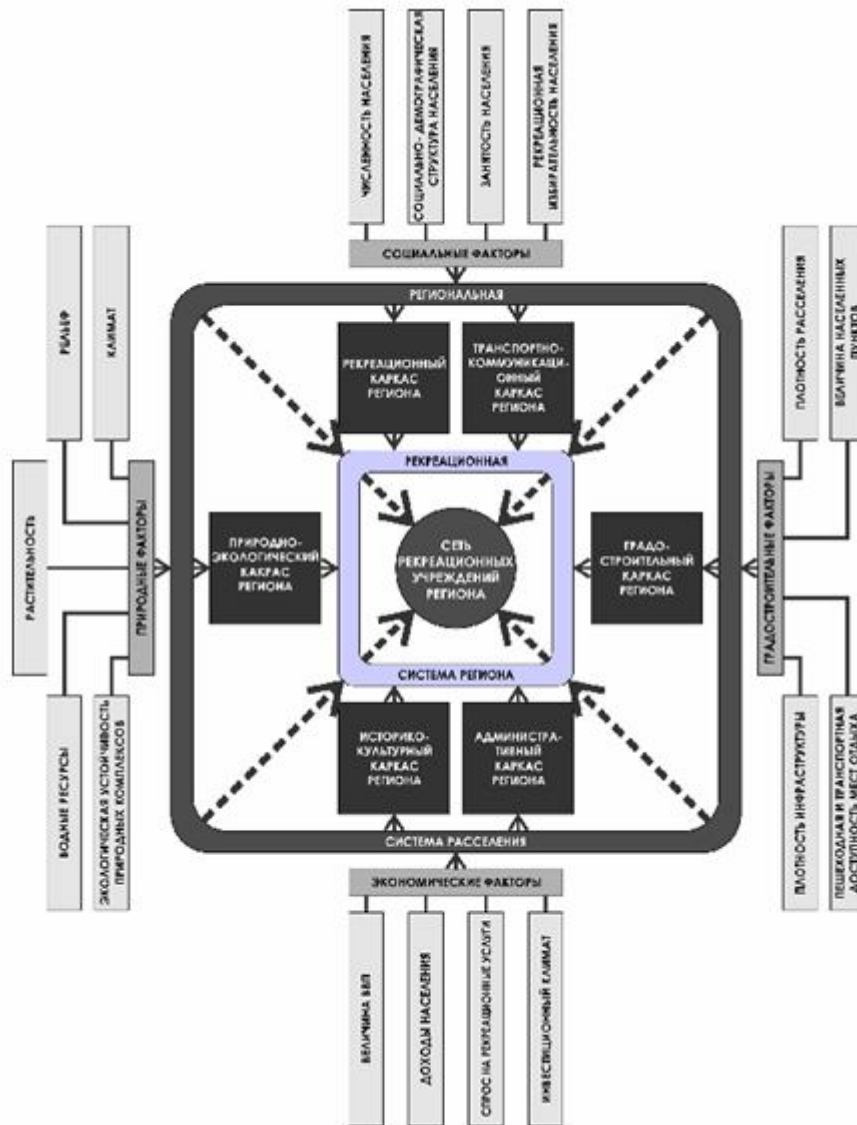 ЧИСЛЕННОСТЬ НАСЕЛЕНИЯ
СОЦИАЛЬНО- ДЕМОГРАФИЧЕСКАЯ
СТРУКТУРА НАСЕЛЕНИЯ
ЗАНЯТОСТЬ НАСЕЛЕНИЯ
РЕКРЕАЦИОННАЯ
ИЗБИРАТЕЛЬНОСТЬ НАСЕЛЕНИЯ
СОЦИАЛЬНЫЕ ФАКТОРЫ
РАСТИТЕЛЬНОСТЬ
РЕЛЬЕФ
КЛИМАТ
ВОДНЫЕ РЕСУРСЫ
ЭКОЛОГИЧЕСКАЯ УСТОЙЧИВОСТЬ
ПРИРОДНЫХ КОМПЛЕКСОВ
ПРИРОДНЫЕ ФАКТОРЫ
РЕГИОНАЛЬНАЯ
РЕКРЕАЦИОННЫЙ
КАРКАС
РЕГИОНА
ТРАНСПОРТНО-
КОММУНИКАЦИ-
ОННЫЙ
КАРКАС
РЕГИОНА
РЕКРЕАЦИОННАЯ
ПРИРОДНО-
ЭКОЛОГИЧЕСКИЙ
КАКРАС
РЕГИОНА
СЕТЬ
РЕКРЕАЦИОННЫХ
УЧРЕЖДЕНИЙ
РЕГИОНА
ГРАДО-
СТРОИТЕЛЬНЫЙ
КАРКАС
РЕГИОНА
СИСТЕМА РЕГИОНА
ИСТОРИКО-
КУЛЬТУРНЫЙ
КАРКАС
РЕГИОНА
АДМИНИСТРА-
ТИВНЫЙ
КАРКАС
РЕГИОНА
СИСТЕМА РАССЕЛЕНИЯ
ГРАДОСТРОИТЕЛЬНЫЕ ФАКТОРЫ
ПЛОТНОСТЬ РАССЕЛЕНИЯ
ВЕЛИЧИНА НАСЕЛЕННЫХ
ПУНКТОВ
ПЛОТНОСТЬ ИНФРАСТРУКТУРЫ
ПЕШЕХОДНАЯ И ТРАНСПОРТНАЯ
ДОСТУПНОСТЬ МЕСТ ОТДЫХА
ЭКОНОМИЧЕСКИЕ ФАКТОРЫ
ВЕЛИЧИНА ВВП
ДОХОДЫ НАСЕЛЕНИЯ
СПРОС НА РЕКРЕАЦИОННЫЕ УСЛУГИ
ИНВЕСТИЦИОННЫЙ КЛИМАТ